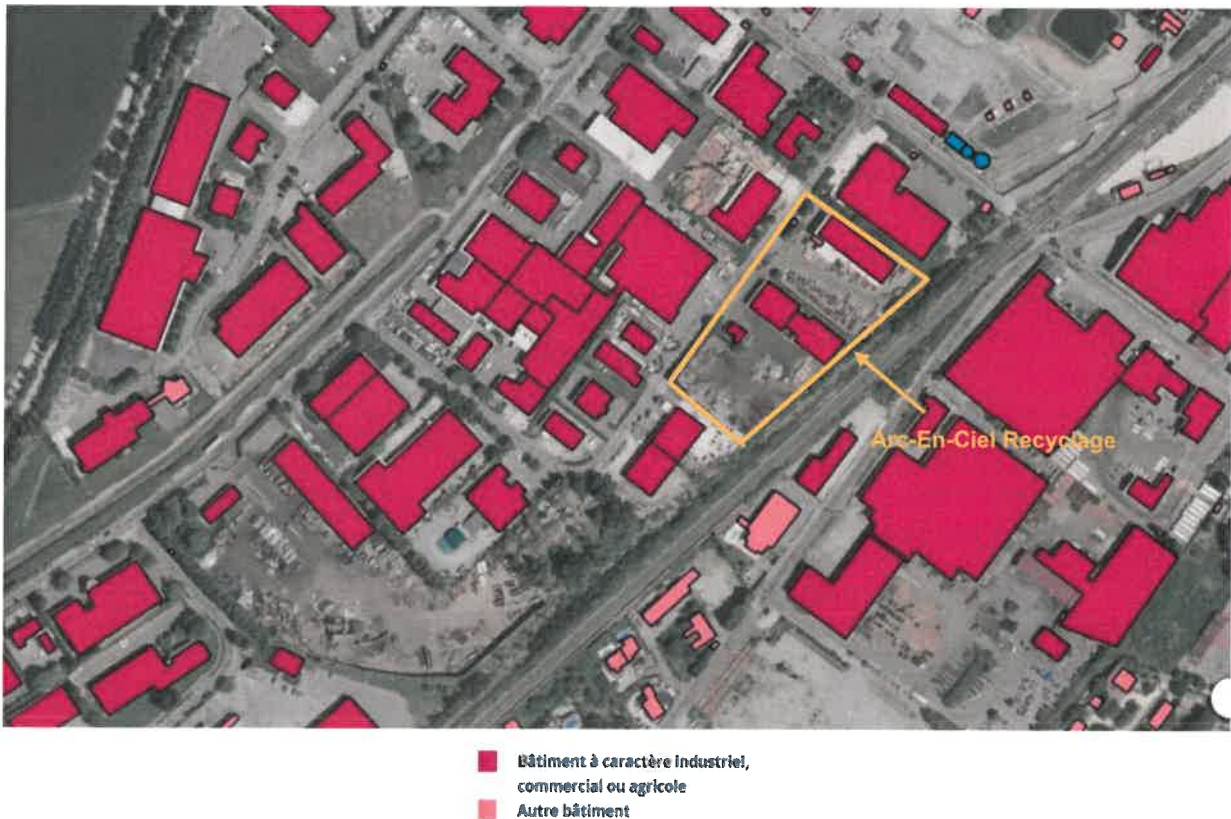 Arc-En-Ciel Recyclage
Bâtiment à caractère industriel,
commercial ou agricole
Autre bâtiment